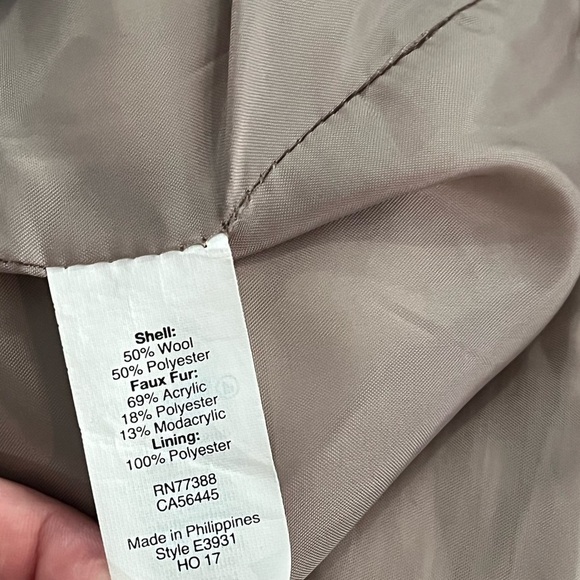 Shell:
50% Wool
50% Polyester
Faux Fur:
69% Acrylic
18% Polyester
13% Modacrylic
Lining:
100% Polyester
RN77388
CA56445
Made in Philippines
Style E3931
HO 17